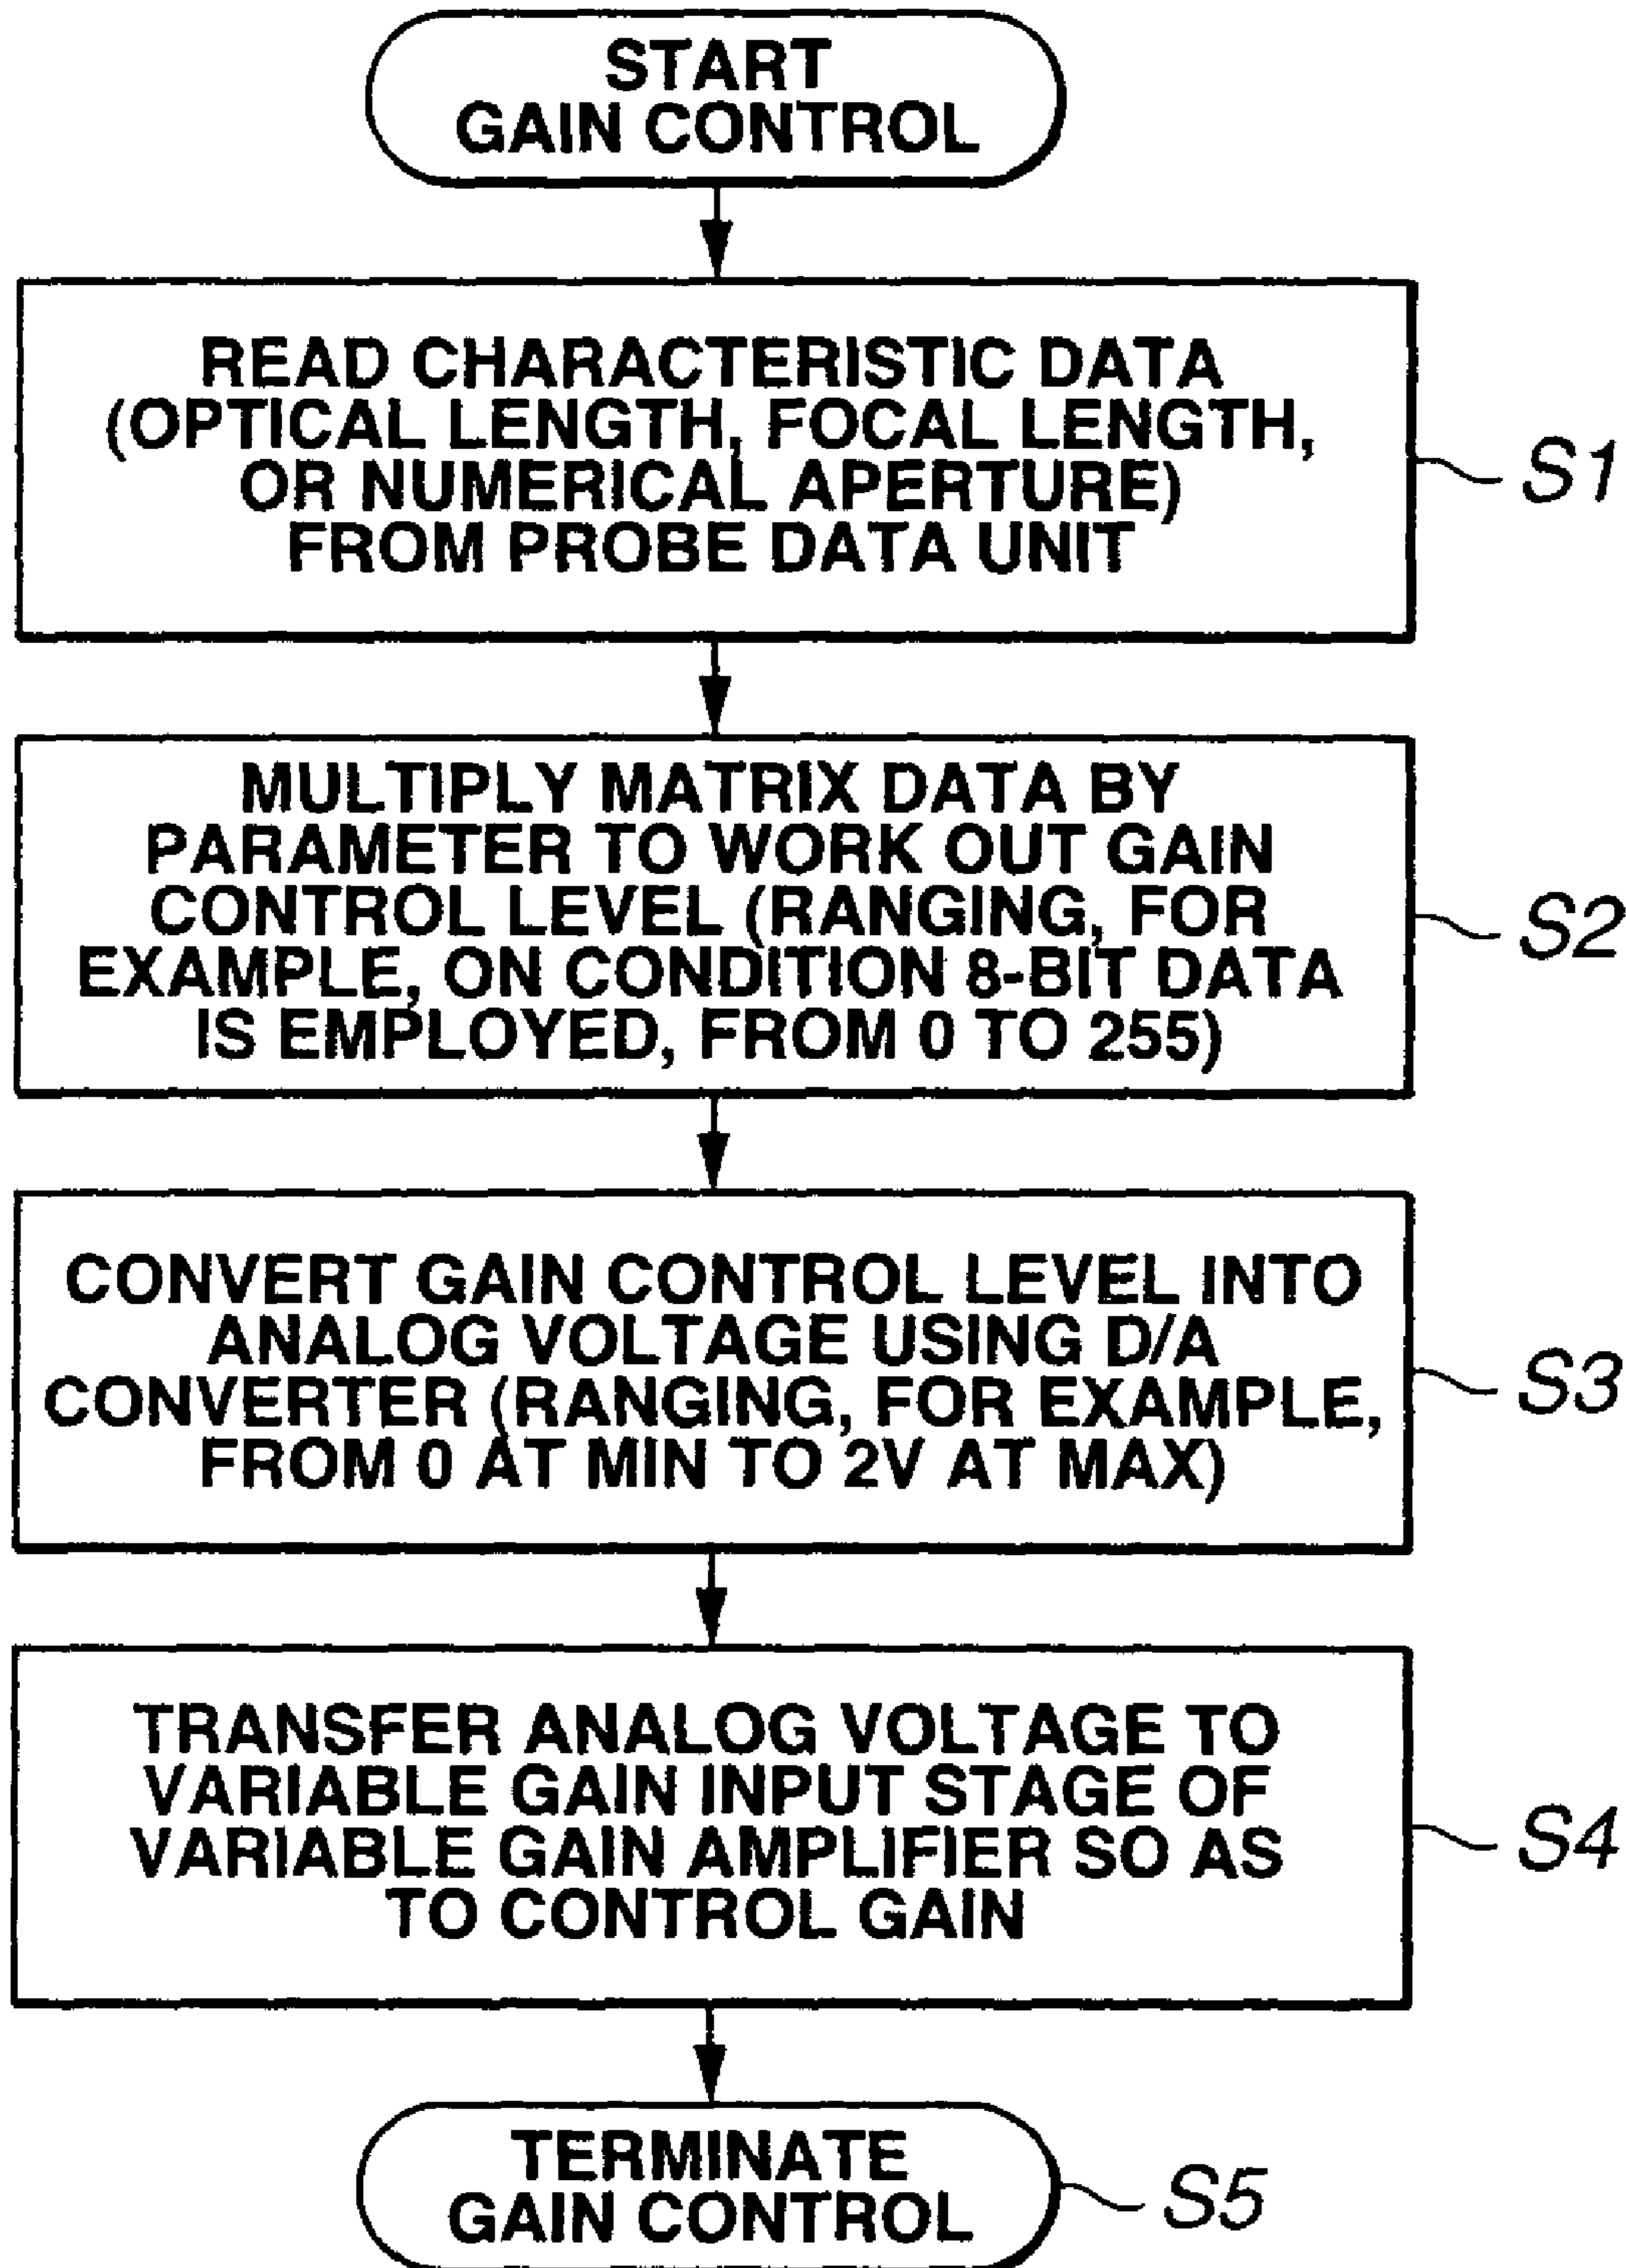 START
GAIN CONTROL
READ CHARACTERISTIC DATA
(OPTICAL LENGTH, FOCAL LENGTH,
OR NUMERICAL APERTURE)
FROM PROBE DATA UNIT
S1
MULTIPLY MATRIX DATA BY
PARAMETER TO WORK OUT GAIN
CONTROL LEVEL (RANGING, FOR
EXAMPLE, ON CONDITION 8-BIT DATA
IS EMPLOYED, FROM 0 TO 255)
S2
CONVERT GAIN CONTROL LEVEL INTO
ANALOG VOLTAGE USING D/A
CONVERTER (RANGING, FOR EXAMPLE,
FROM 0 AT MIN TO 2V AT MAX)
S3
TRANSFER ANALOG VOLTAGE TO
VARIABLE GAIN INPUT STAGE OF
VARIABLE GAIN AMPLIFIER SO AS
TO CONTROL GAIN
S4
TERMINATE
GAIN CONTROL
S5